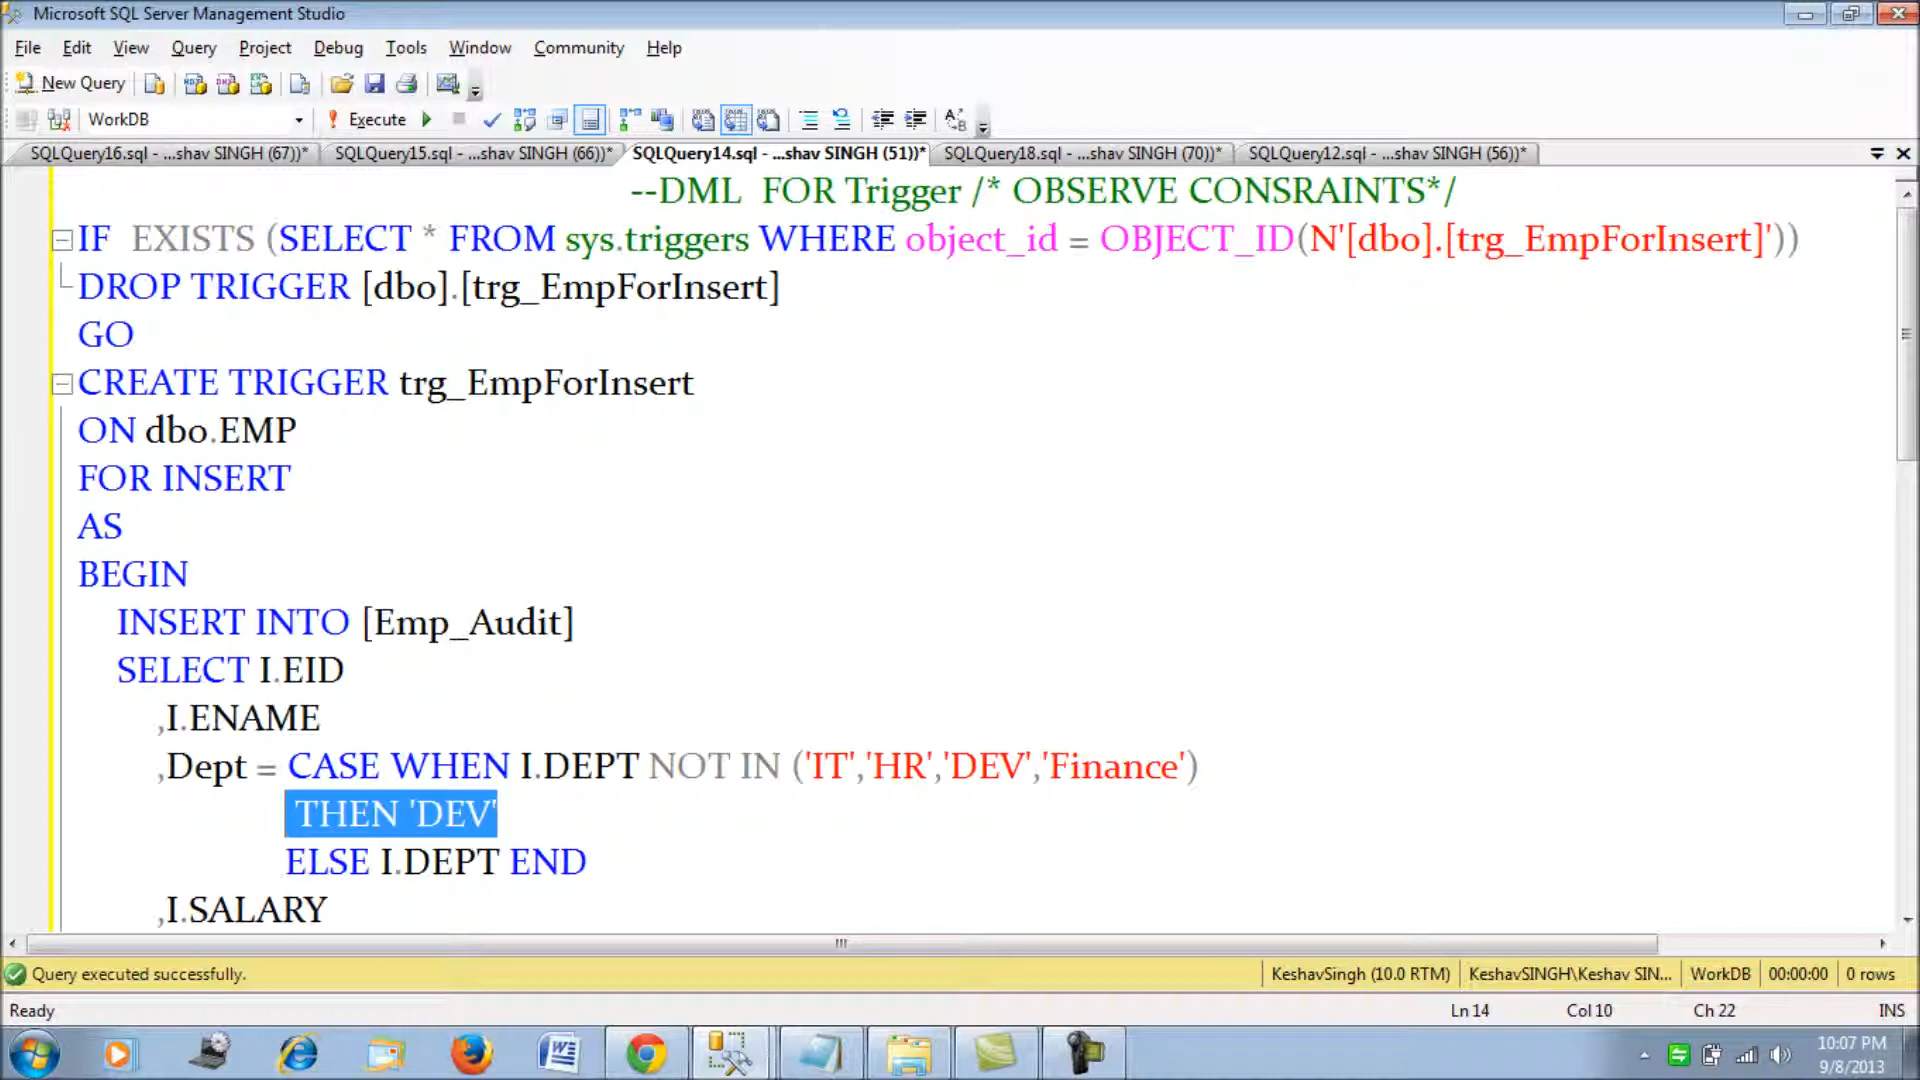 Microsoft SQL Server Management Studio
File Edit View Query Project Debug Tools Window Community Help
New Query
WorkDB Execute
SQLQuery16.sql - ...shav SINGH (67))* SQLQuery15.sql - ...shav SINGH (66))* SQLQuery14.sql - ...shav SINGH (51))* SQLQuery18.sql - ...shav SINGH (70))* SQLQuery12.sql - ...shav SINGH (56))*
--DML FOR Trigger /* OBSERVE CONSRAINTS*/
IF EXISTS (SELECT * FROM sys.triggers WHERE object_id = OBJECT_ID(N'[dbo].[trg_EmpForInsert]'))
DROP TRIGGER [dbo].[trg_EmpForInsert]
GO
CREATE TRIGGER trg_EmpForInsert
ON dbo.EMP
FOR INSERT
AS
BEGIN
INSERT INTO [Emp_Audit]
SELECT I.EID
,I.ENAME
,Dept = CASE WHEN I.DEPT NOT IN ('IT','HR','DEV','Finance')
THEN 'DEV'
ELSE I.DEPT END
,I.SALARY
Query executed successfully. KeshavSingh (10.0 RTM) KeshavSINGH\Keshav SIN... WorkDB 00:00:00 0 rows
Ready Ln 14 Col 10 Ch 22 INS
10:07 PM
9/8/2013